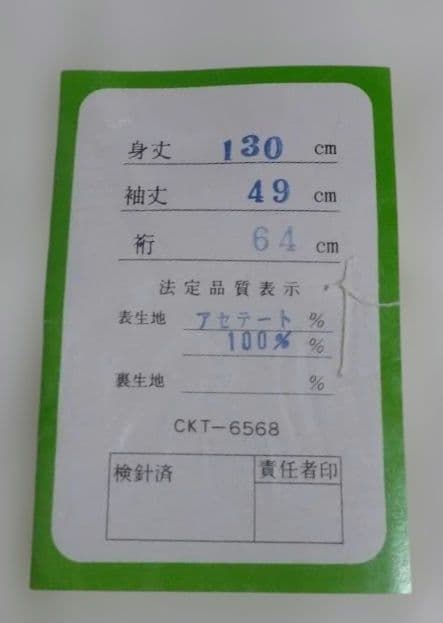 身丈 130 cm
袖丈 49 cm
裄 64 cm
法定品質表示
表生地 アセテート %
100% %
裏生地 %
CKT-6568
検針済 責任者印